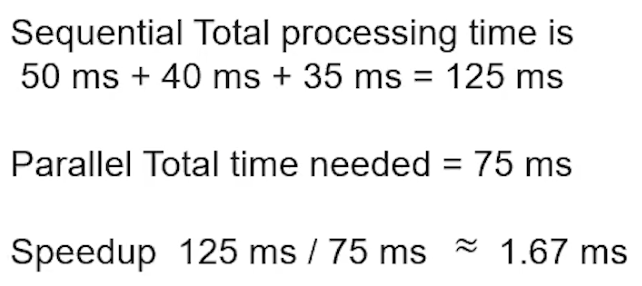 Sequential Total processing time is
50 ms + 40 ms + 35 ms = 125 ms
Parallel Total time needed = 75 ms
Speedup 125 ms / 75 ms ≈ 1.67 ms